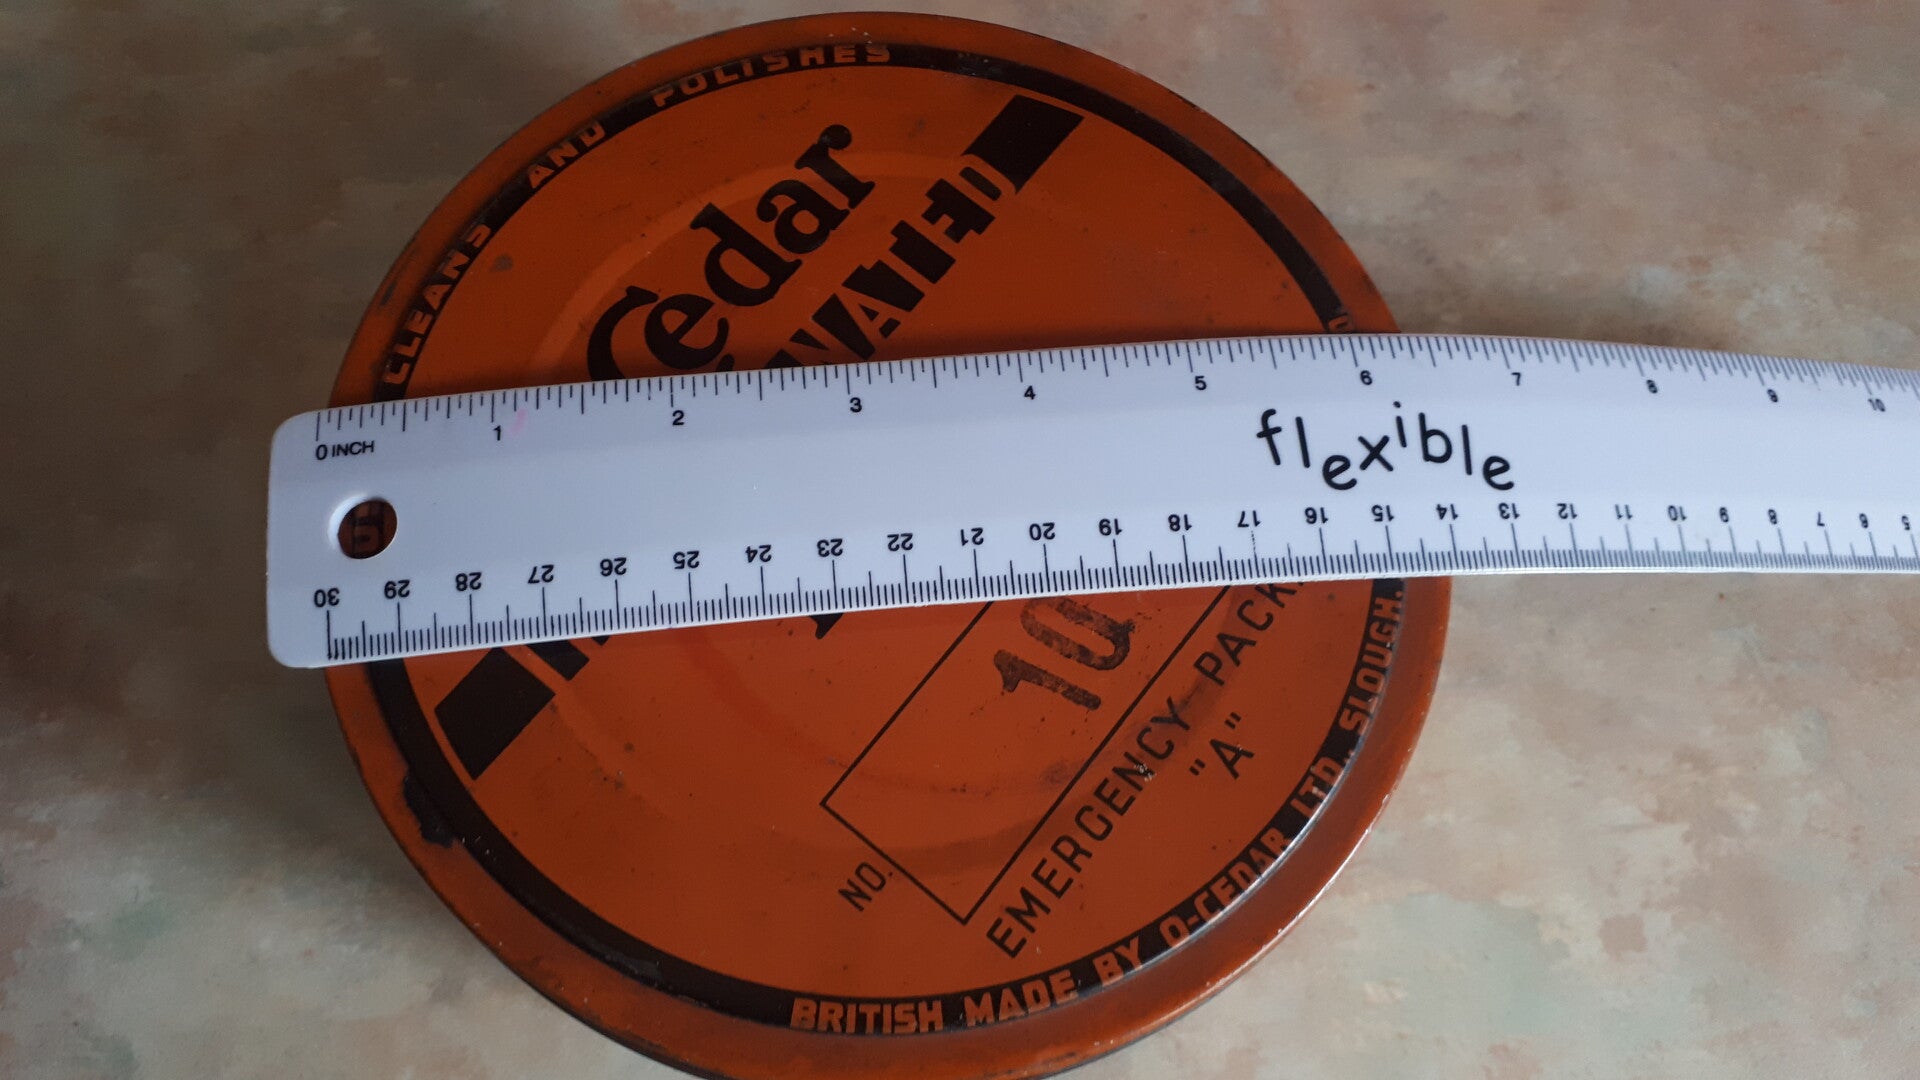 CLEANS AND POLISHES
Cedar
0 INCH 1 2 3 4 5 6 7 8 9 10
flexible
30 29 28 27 26 25 24 23 22 21 20 19 18 17 16 15 14 13 12 11 10 9 8 7 6 5
NO.
10
EMERGENCY PACK
"A"
BRITISH MADE BY O-CEDAR LTD., SLOUGH.